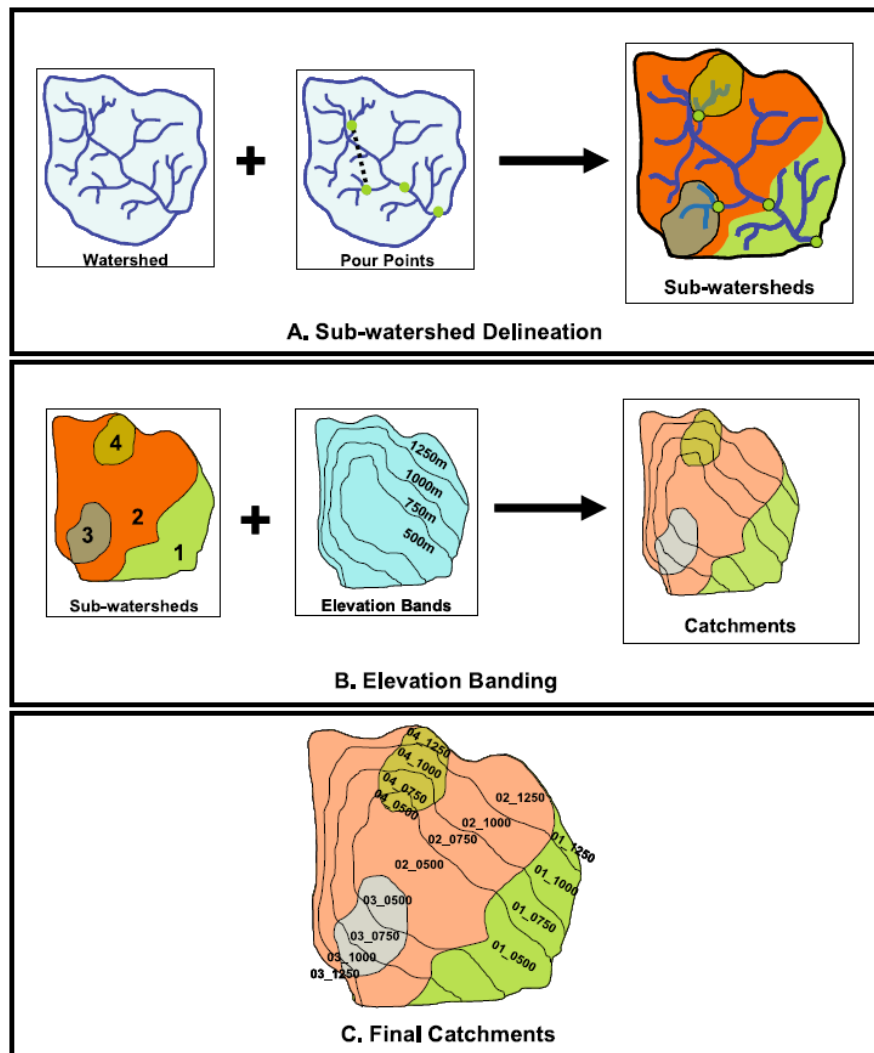 +
Watershed
Pour Points
Sub-watersheds
A. Sub-watershed Delineation
4
3
2
1
+
1250m
1000m
750m
500m
Sub-watersheds
Elevation Bands
Catchments
B. Elevation Banding
04_1250
04_1000
04_0750
04_0500
02_1250
02_1000
02_0750
02_0500
01_1250
01_1000
01_0750
01_0500
03_0500
03_0750
03_1000
03_1250
C. Final Catchments